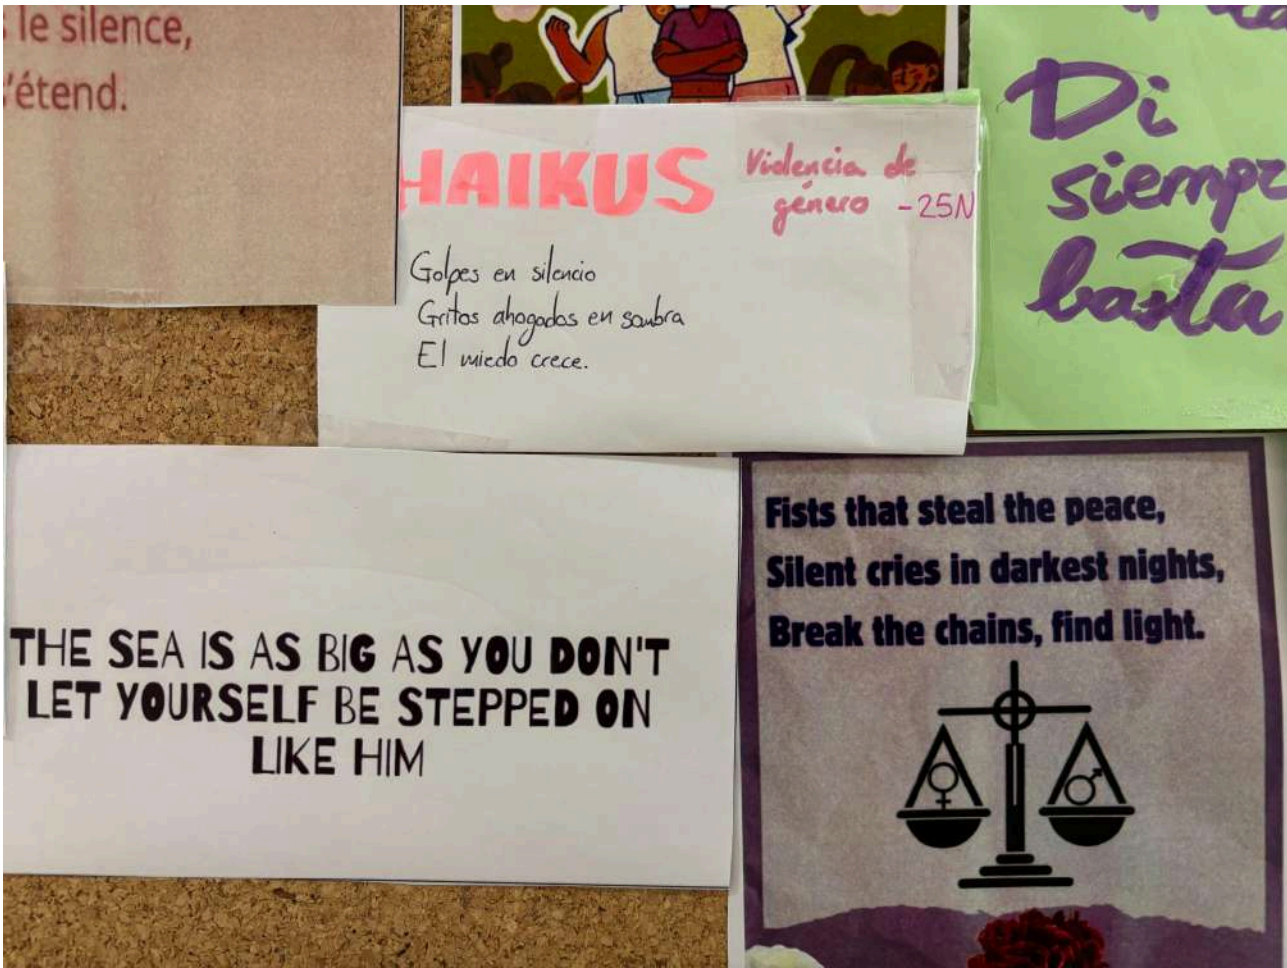 le silence,
s'étend.
HAIKUS
Violencia de
género -25N
Golpes en silencio
Gritos ahogados en sombra
El miedo crece.
Di
siempr
basta
THE SEA IS AS BIG AS YOU DON'T
LET YOURSELF BE STEPPED ON
LIKE HIM
Fists that steal the peace,
Silent cries in darkest nights,
Break the chains, find light.